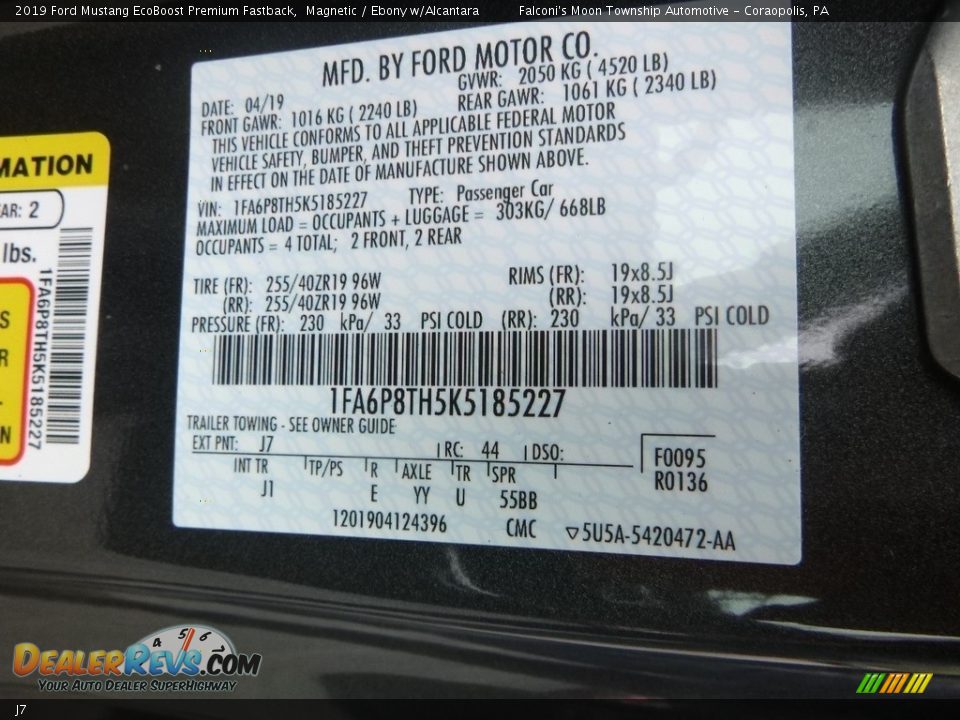 2019 Ford Mustang EcoBoost Premium Fastback, Magnetic / Ebony w/Alcantara Falconi's Moon Township Automotive - Coraopolis, PA
MFD. BY FORD MOTOR CO.
DATE: 04/19 GVWR: 2050 KG ( 4520 LB)
FRONT GAWR: 1016 KG ( 2240 LB) REAR GAWR: 1061 KG ( 2340 LB)
THIS VEHICLE CONFORMS TO ALL APPLICABLE FEDERAL MOTOR
VEHICLE SAFETY, BUMPER, AND THEFT PREVENTION STANDARDS
IN EFFECT ON THE DATE OF MANUFACTURE SHOWN ABOVE.
VIN: 1FA6P8TH5K5185227 TYPE: Passenger Car
MAXIMUM LOAD = OCCUPANTS + LUGGAGE = 303KG/ 668LB
OCCUPANTS = 4 TOTAL; 2 FRONT, 2 REAR
TIRE (FR): 255/40ZR19 96W RIMS (FR): 19x8.5J
(RR): 255/40ZR19 96W (RR): 19x8.5J
PRESSURE (FR): 230 kPa/ 33 PSI COLD (RR): 230 kPa/ 33 PSI COLD
1FA6P8TH5K5185227
TRAILER TOWING - SEE OWNER GUIDE
EXT PNT: J7 RC: 44 DSO: F0095
INT TR TP/PS R AXLE TR SPR R0136
J1 E YY U 55BB
1201904124396 CMC ▽5U5A-5420472-AA
MATION
EAR: 2
lbs.
1FA6P8TH5K5185227
S
R
N
4 5 6
DealerRevs.com
Your Auto Dealer SuperHighway
J7